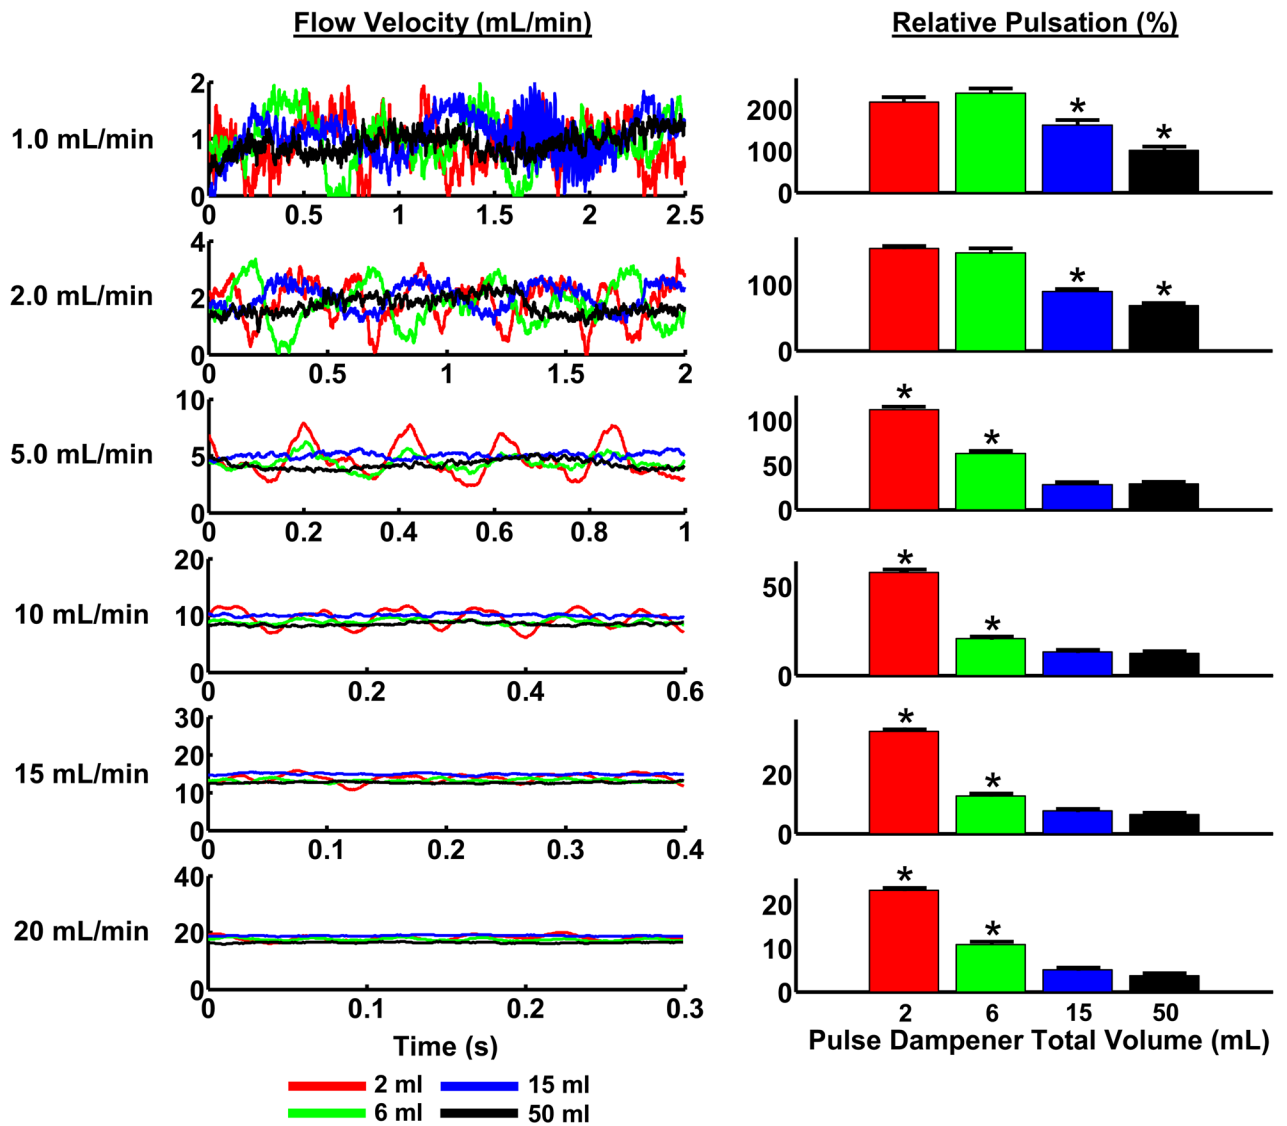 Flow Velocity (mL/min)
Relative Pulsation (%)
1.0 mL/min
2
1
0
0 0.5 1 1.5 2 2.5
200
100
0
* *
2.0 mL/min
4
2
0
0 0.5 1 1.5 2
100
0
* *
5.0 mL/min
10
5
0
0 0.2 0.4 0.6 0.8 1
100
50
0
* *
10 mL/min
20
10
0
0 0.2 0.4 0.6
50
0
* *
15 mL/min
30
20
10
0
0 0.1 0.2 0.3 0.4
20
0
* *
20 mL/min
40
20
0
0 0.1 0.2 0.3
20
10
0
* *
2 6 15 50
Time (s)
Pulse Dampener Total Volume (mL)
2 ml 15 ml
6 ml 50 ml